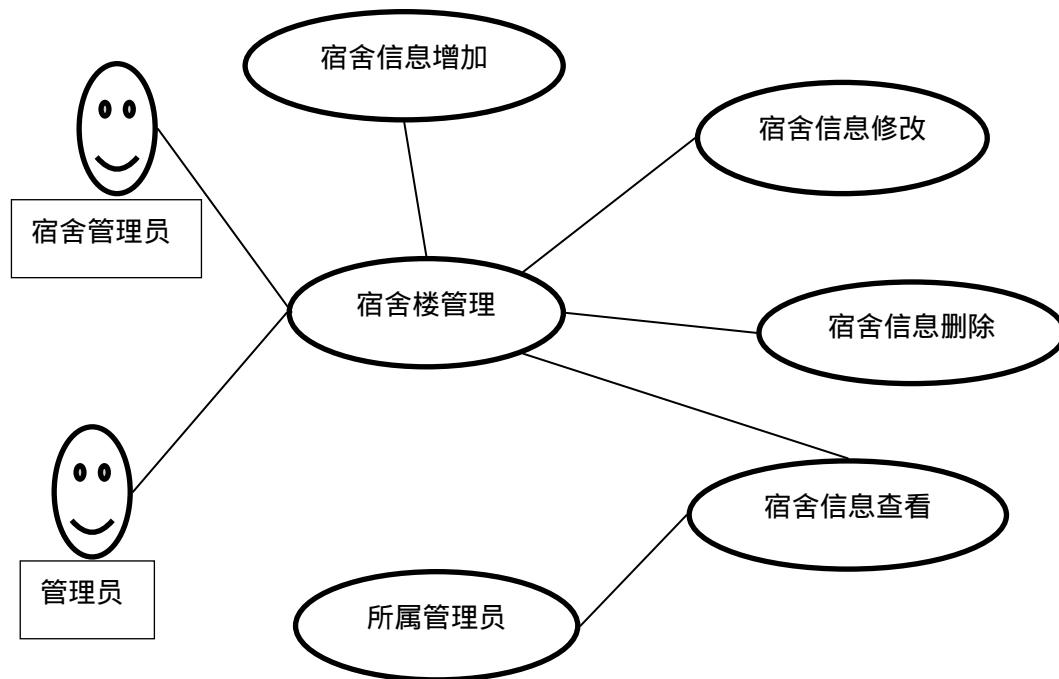 宿舍信息增加
宿舍信息修改
宿舍管理员
宿舍楼管理
宿舍信息删除
宿舍信息查看
管理员
所属管理员